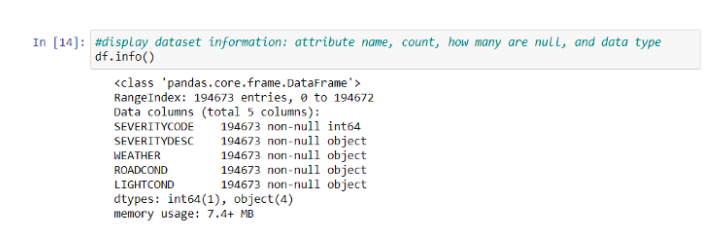 In [14]: #display dataset information: attribute name, count, how many are null, and data type
df.info()
<class 'pandas.core.frame.DataFrame'>
RangeIndex: 194673 entries, 0 to 194672
Data columns (total 5 columns):
SEVERITYCODE    194673 non-null int64
SEVERITYDESC    194673 non-null object
WEATHER         194673 non-null object
ROADCOND        194673 non-null object
LIGHTCOND       194673 non-null object
dtypes: int64(1), object(4)
memory usage: 7.4+ MB